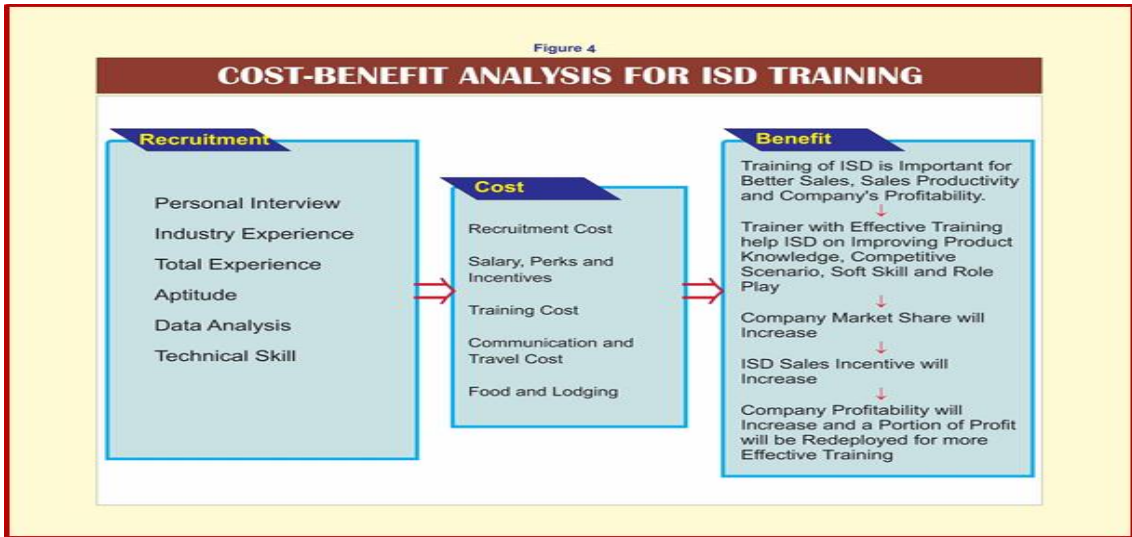 Figure 4
COST-BENEFIT ANALYSIS FOR ISD TRAINING
Recruitment
Personal Interview
Industry Experience
Total Experience
Aptitude
Data Analysis
Technical Skill
Cost
Recruitment Cost
Salary, Perks and
Incentives
Training Cost
Communication and
Travel Cost
Food and Lodging
Benefit
Training of ISD is Important for
Better Sales, Sales Productivity
and Company's Profitability.
Trainer with Effective Training
help ISD on Improving Product
Knowledge, Competitive
Scenario, Soft Skill and Role
Play
Company Market Share will
Increase
ISD Sales Incentive will
Increase
Company Profitability will
Increase and a Portion of Profit
will be Redeployed for more
Effective Training